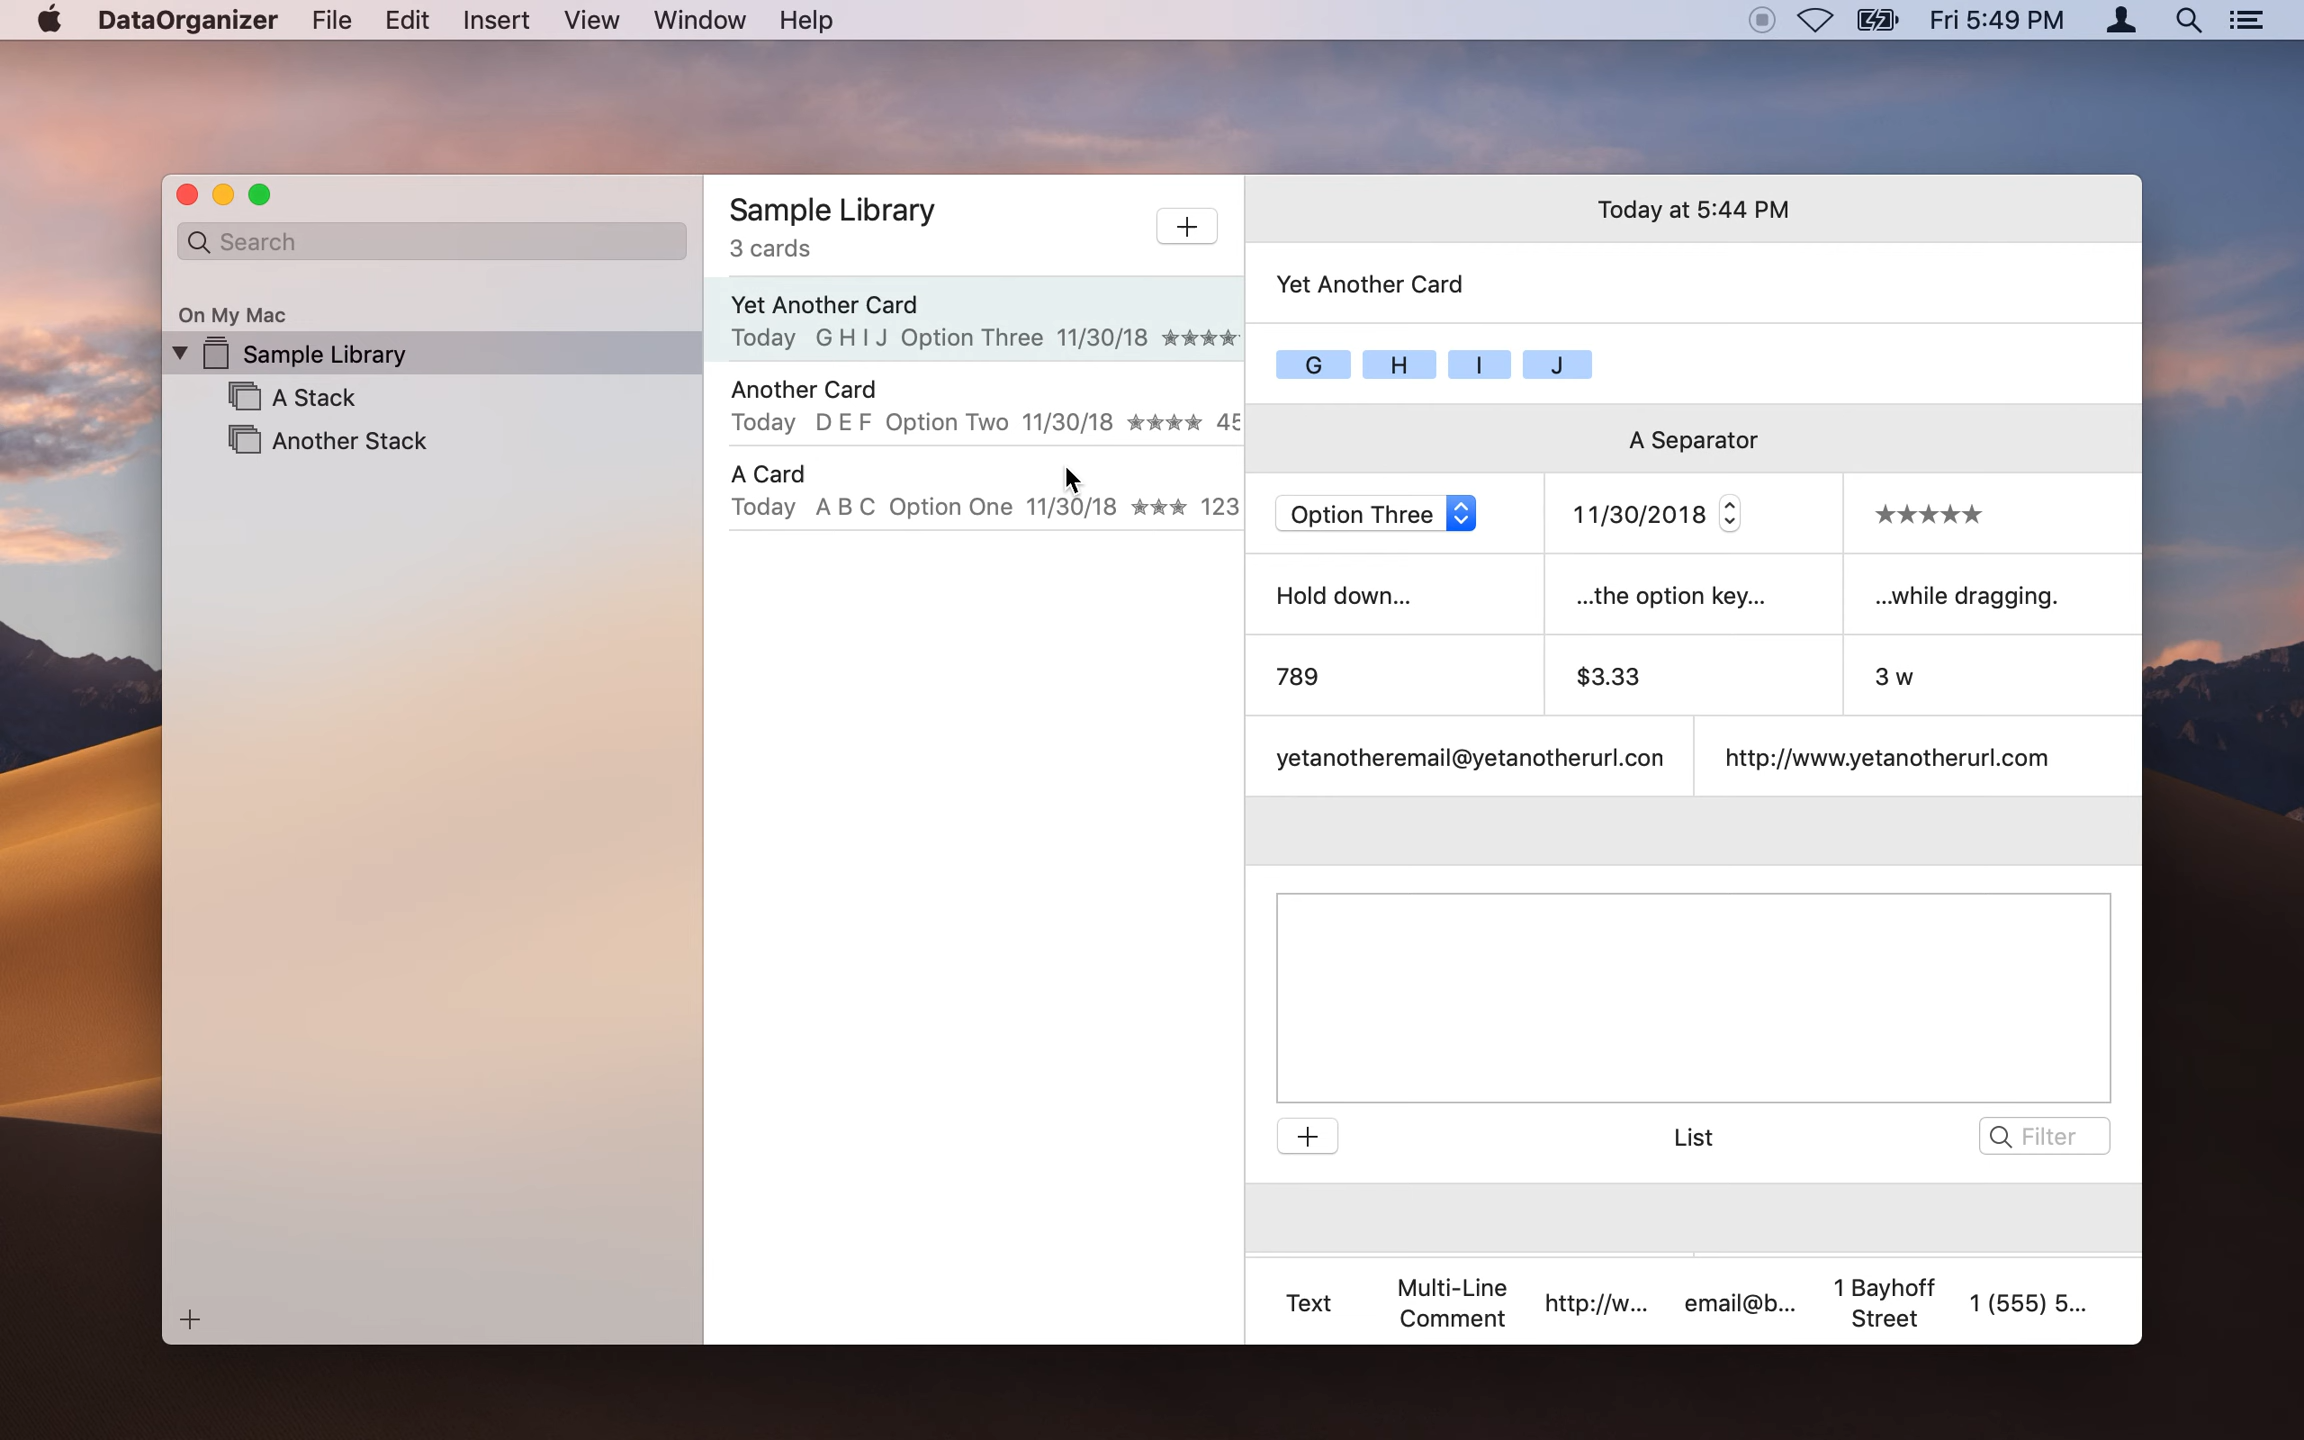 DataOrganizer File Edit Insert View Window Help Fri 5:49 PM
Search
On My Mac
Sample Library
A Stack
Another Stack
Sample Library
3 cards
Yet Another Card
Today G H I J Option Three 11/30/18 ★★★★
Another Card
Today D E F Option Two 11/30/18 ★★★★ 45
A Card
Today A B C Option One 11/30/18 ★★★ 123
Today at 5:44 PM
Yet Another Card
G H I J
A Separator
Option Three 11/30/2018 ★★★★★
Hold down... ...the option key... ...while dragging.
789 $3.33 3 w
yetanotheremail@yetanotherurl.con http://www.yetanotherurl.com
List Filter
Text Multi-Line Comment http://w... email@b... 1 Bayhoff Street 1 (555) 5...